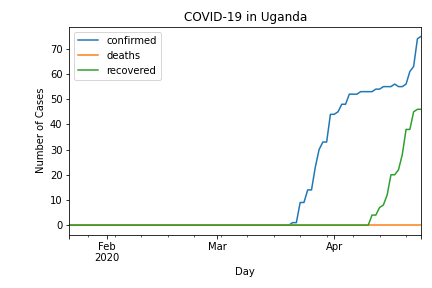 COVID-19 in Uganda
confirmed
deaths
recovered
Number of Cases
70
60
50
40
30
20
10
0
Feb
2020
Mar
Apr
Day